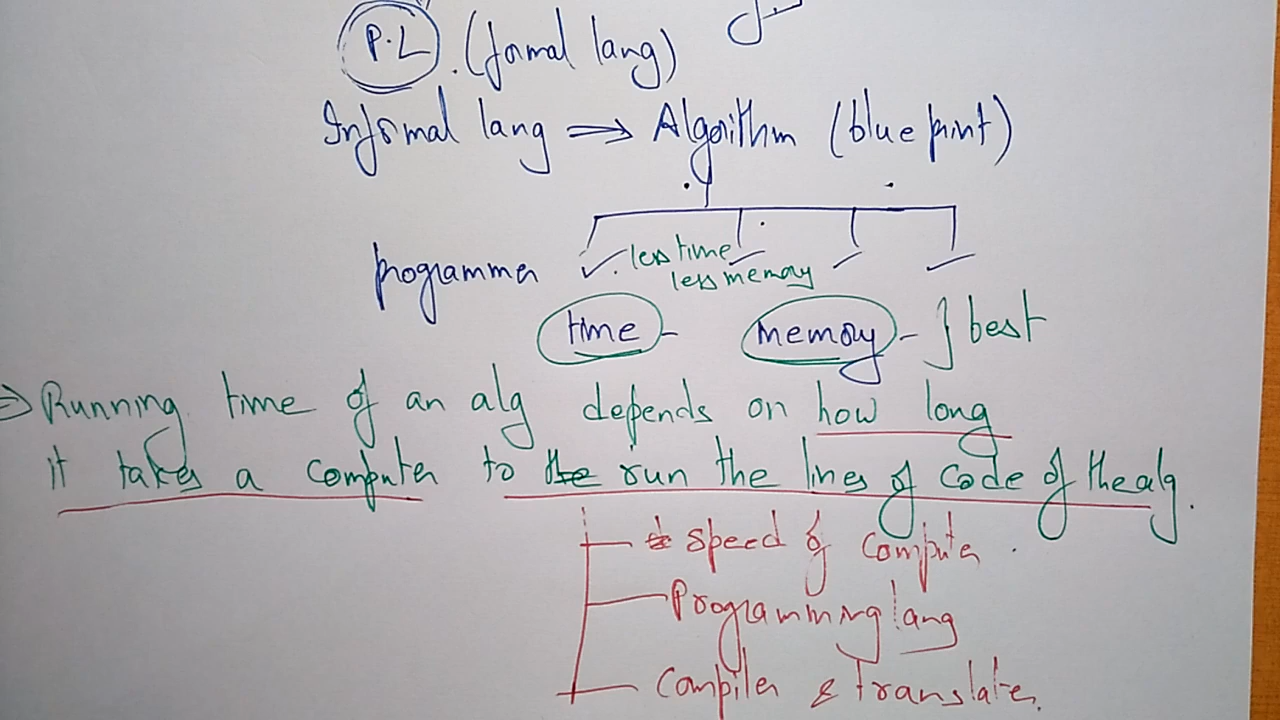 P.L. (formal lang)
Informal lang ⇒ Algorithm (blue print)
programmer ✓. less time
less memory
time - memory - } best
⇒ Running time of an alg depends on how long
it takes a computer to the run the lines of code of the alg.
speed of computer.
Programming lang
Compiler & translater.